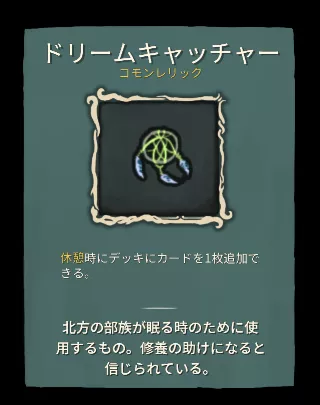 ドリームキャッチャー
コモンレリック
休憩時にデッキにカードを1枚追加で
きる。
北方の部族が眠る時のために使
用するもの。修養の助けになると
信じられている。